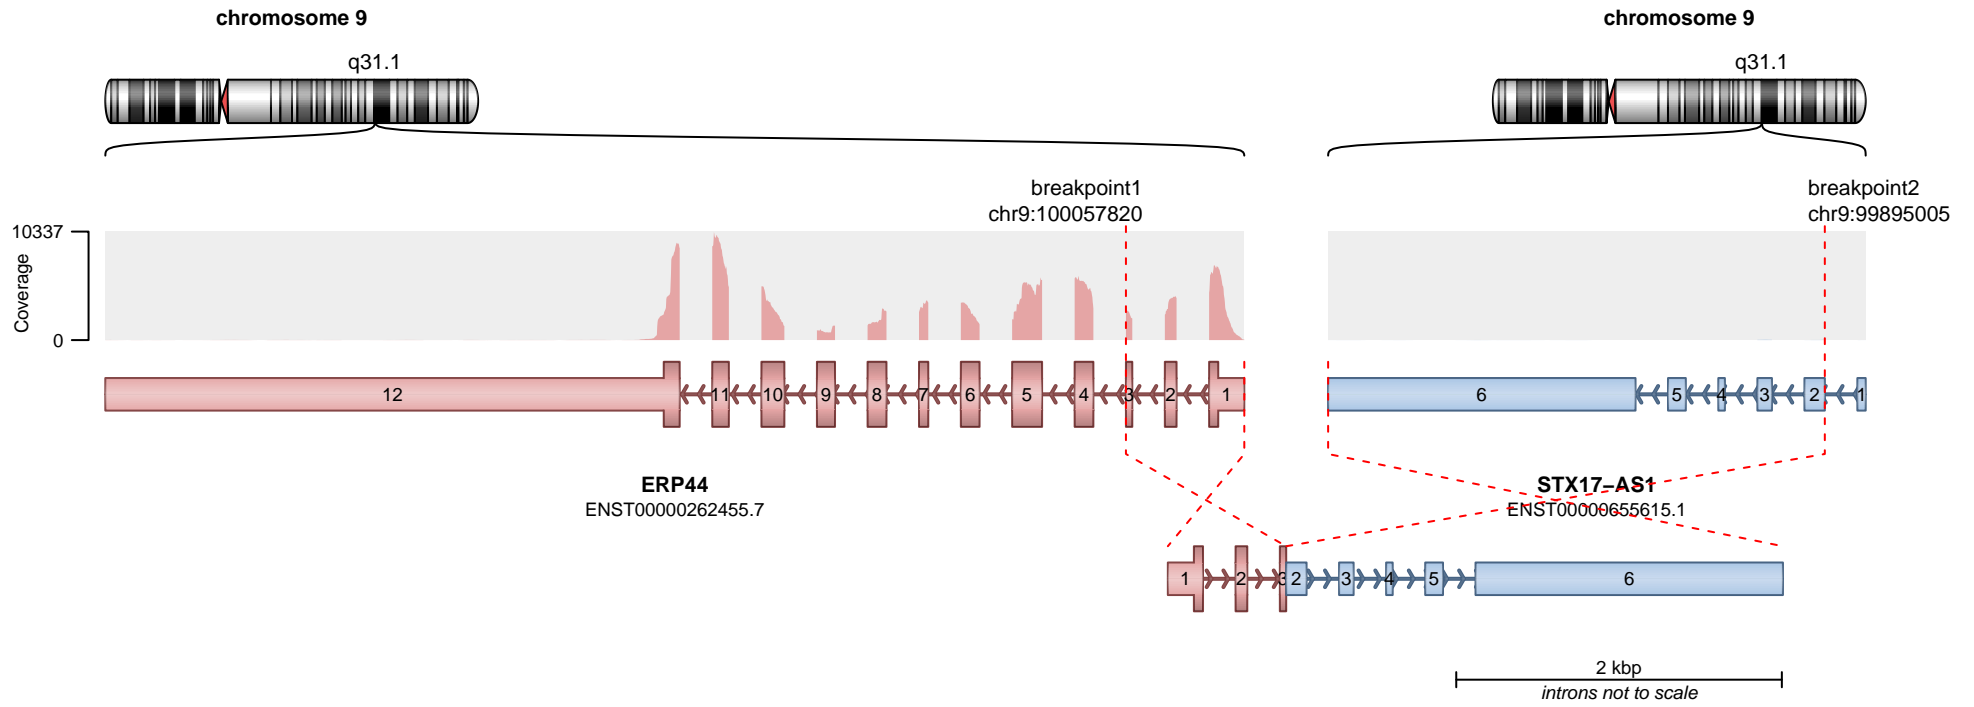 chromosome 9
chromosome 9
q31.1
q31.1
breakpoint1
chr9:100057820
breakpoint2
chr9:99895005
10337
Coverage
0
12
11
10
9
8
7
6
5
4
3
2
1
6
5
4
3
2
1
ERP44
ENST00000262455.7
STX17−AS1
ENST00000655615.1
1
2
3
2
3
4
5
6
2 kbp
introns not to scale